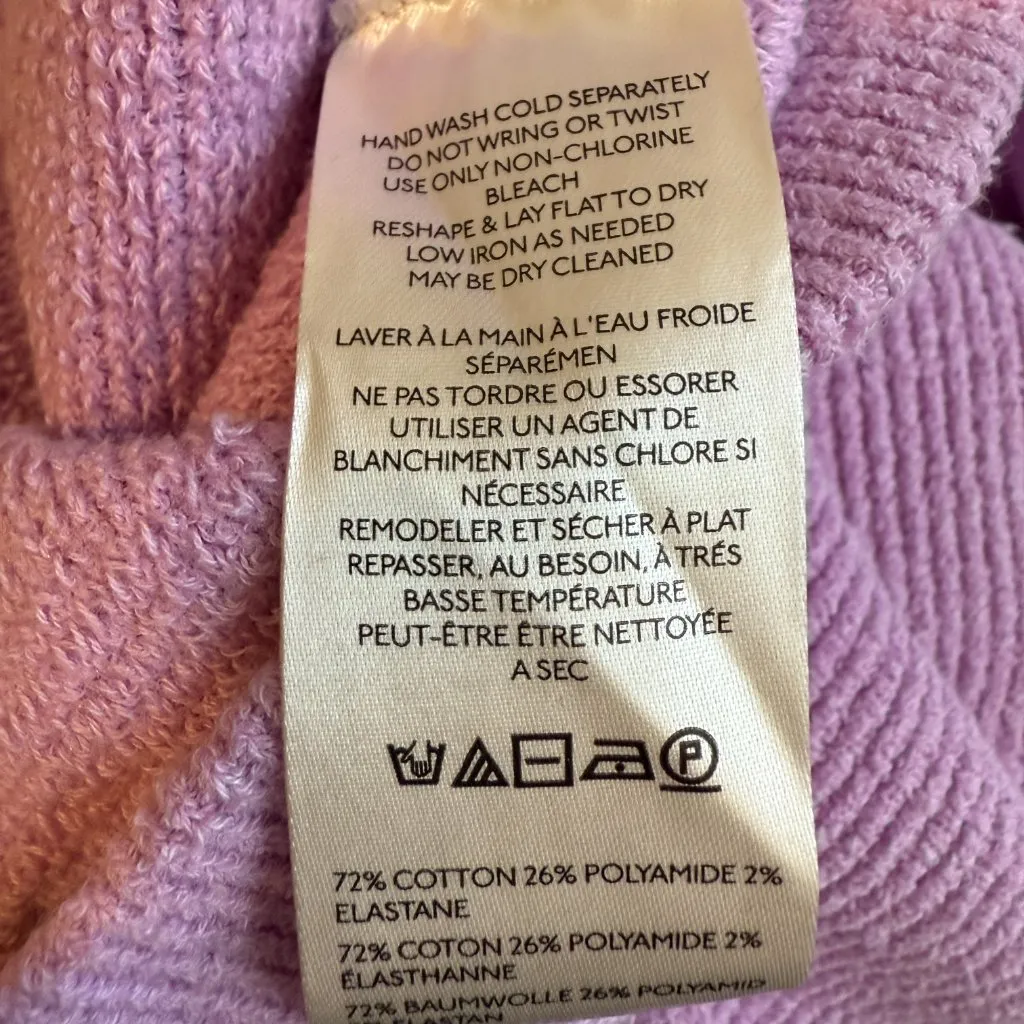 HAND WASH COLD SEPARATELY
DO NOT WRING OR TWIST
USE ONLY NON-CHLORINE
BLEACH
RESHAPE & LAY FLAT TO DRY
LOW IRON AS NEEDED
MAY BE DRY CLEANED
LAVER À LA MAIN À L'EAU FROIDE
SÉPARÉMEN
NE PAS TORDRE OU ESSORER
UTILISER UN AGENT DE
BLANCHIMENT SANS CHLORE SI
NÉCESSAIRE
REMODELER ET SÉCHER À PLAT
REPASSER, AU BESOIN, À TRÉS
BASSE TEMPÉRATURE
PEUT-ÊTRE ÊTRE NETTOYÉE
A SEC
P
72% COTTON 26% POLYAMIDE 2%
ELASTANE
72% COTON 26% POLYAMIDE 2%
ÉLASTHANNE
72% BAUMWOLLE 26% POLYAMID
ELASTAN